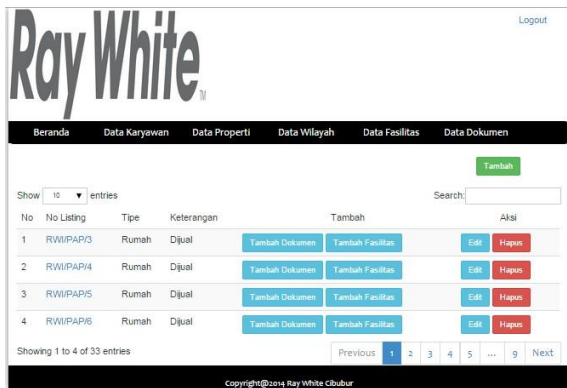 Logout
Ray White™
Beranda Data Karyawan Data Properti Data Wilayah Data Fasilitas Data Dokumen
Tambah
Show 10 entries Search:
No No Listing Tipe Keterangan Tambah Aksi
1 RWI/PAP/3 Rumah Dijual Tambah Dokumen Tambah Fasilitas Edit Hapus
2 RWI/PAP/4 Rumah Dijual Tambah Dokumen Tambah Fasilitas Edit Hapus
3 RWI/PAP/5 Rumah Dijual Tambah Dokumen Tambah Fasilitas Edit Hapus
4 RWI/PAP/6 Rumah Dijual Tambah Dokumen Tambah Fasilitas Edit Hapus
Showing 1 to 4 of 33 entries Previous 1 2 3 4 5 ... 9 Next
Copyright@2014 Ray White Cibubur